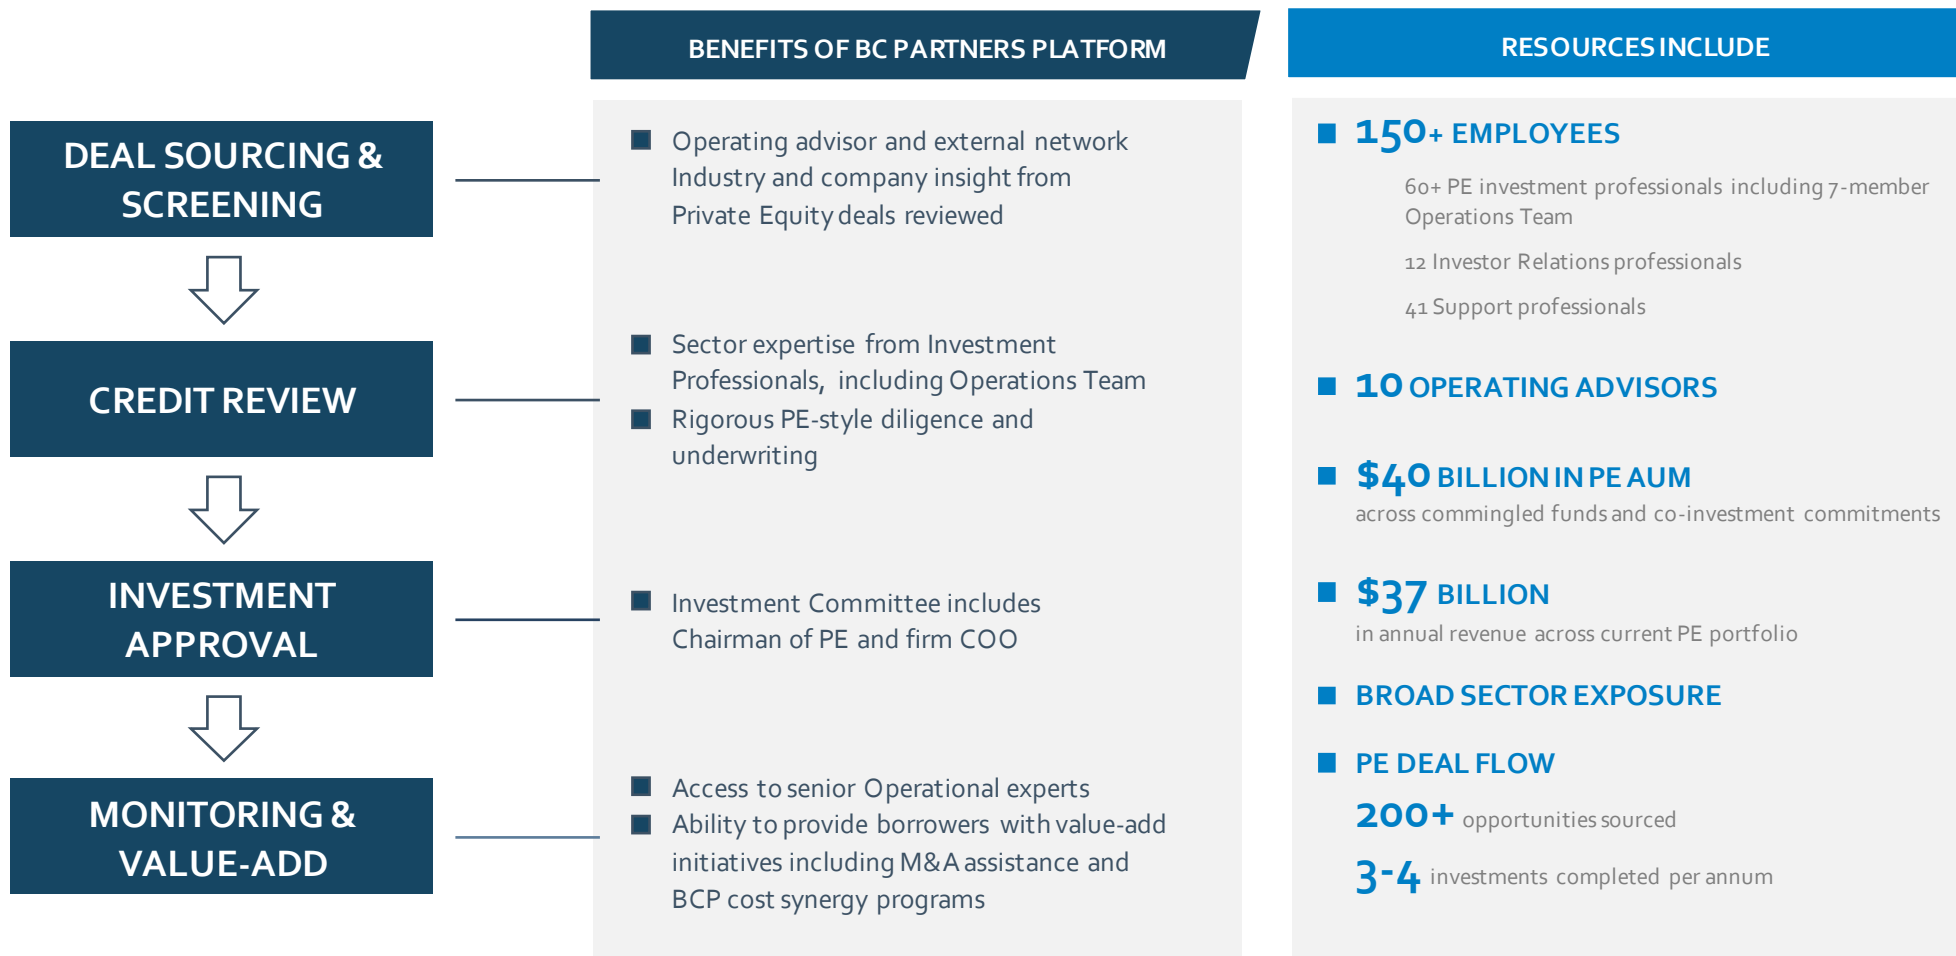 BENEFITS OF BC PARTNERS PLATFORM
RESOURCES INCLUDE
DEAL SOURCING &
SCREENING
CREDIT REVIEW
INVESTMENT
APPROVAL
MONITORING &
VALUE-ADD
Operating advisor and external network
Industry and company insight from
Private Equity deals reviewed
Sector expertise from Investment
Professionals, including Operations Team
Rigorous PE-style diligence and
underwriting
Investment Committee includes
Chairman of PE and firm COO
Access to senior Operational experts
Ability to provide borrowers with value-add
initiatives including M&A assistance and
BCP cost synergy programs
150+ EMPLOYEES
60+ PE investment professionals including 7-member
Operations Team
12 Investor Relations professionals
41 Support professionals
10 OPERATING ADVISORS
$40 BILLION IN PE AUM
across commingled funds and co-investment commitments
$37 BILLION
in annual revenue across current PE portfolio
BROAD SECTOR EXPOSURE
PE DEAL FLOW
200+ opportunities sourced
3-4 investments completed per annum